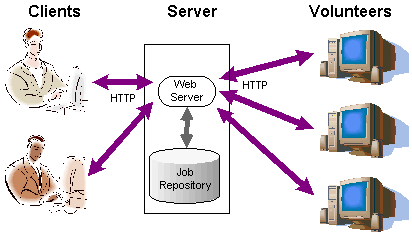 Clients
Server
Volunteers
HTTP
Web
Server
HTTP
Job
Repository